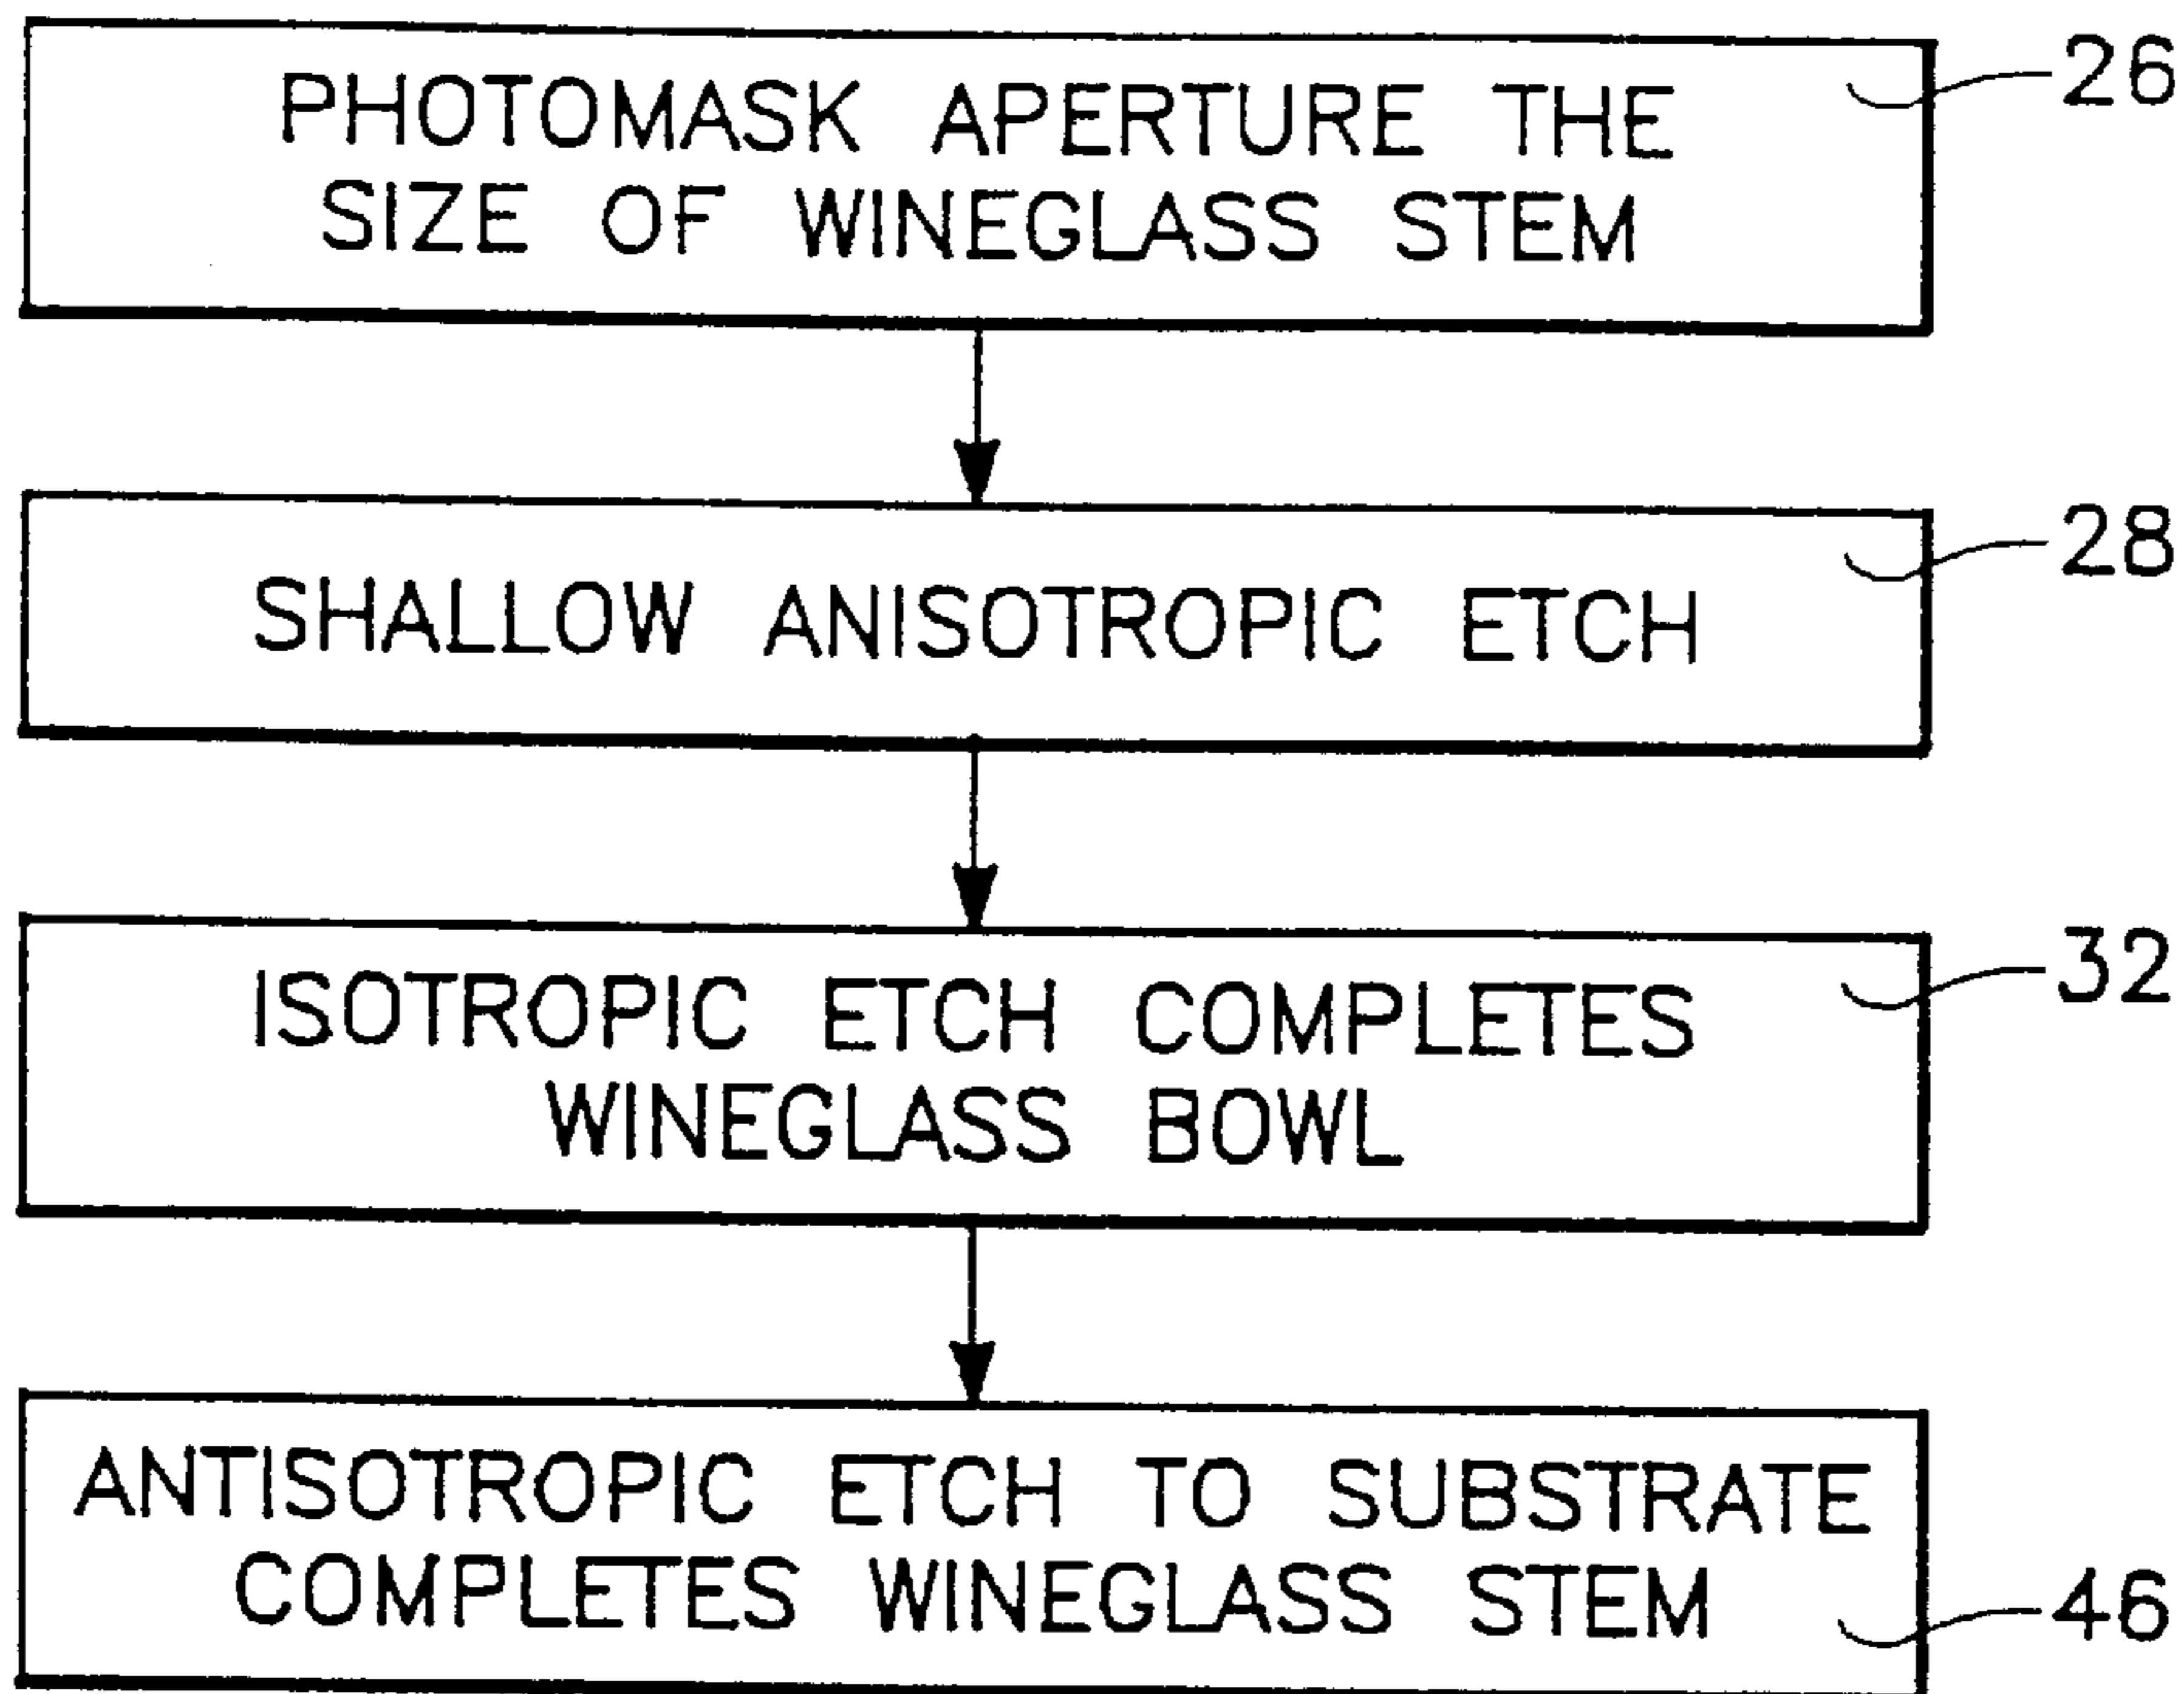 PHOTOMASK APERTURE THE
SIZE OF WINEGLASS STEM
26
SHALLOW ANISOTROPIC ETCH
28
ISOTROPIC ETCH COMPLETES
WINEGLASS BOWL
32
ANTISOTROPIC ETCH TO SUBSTRATE
COMPLETES WINEGLASS STEM
46